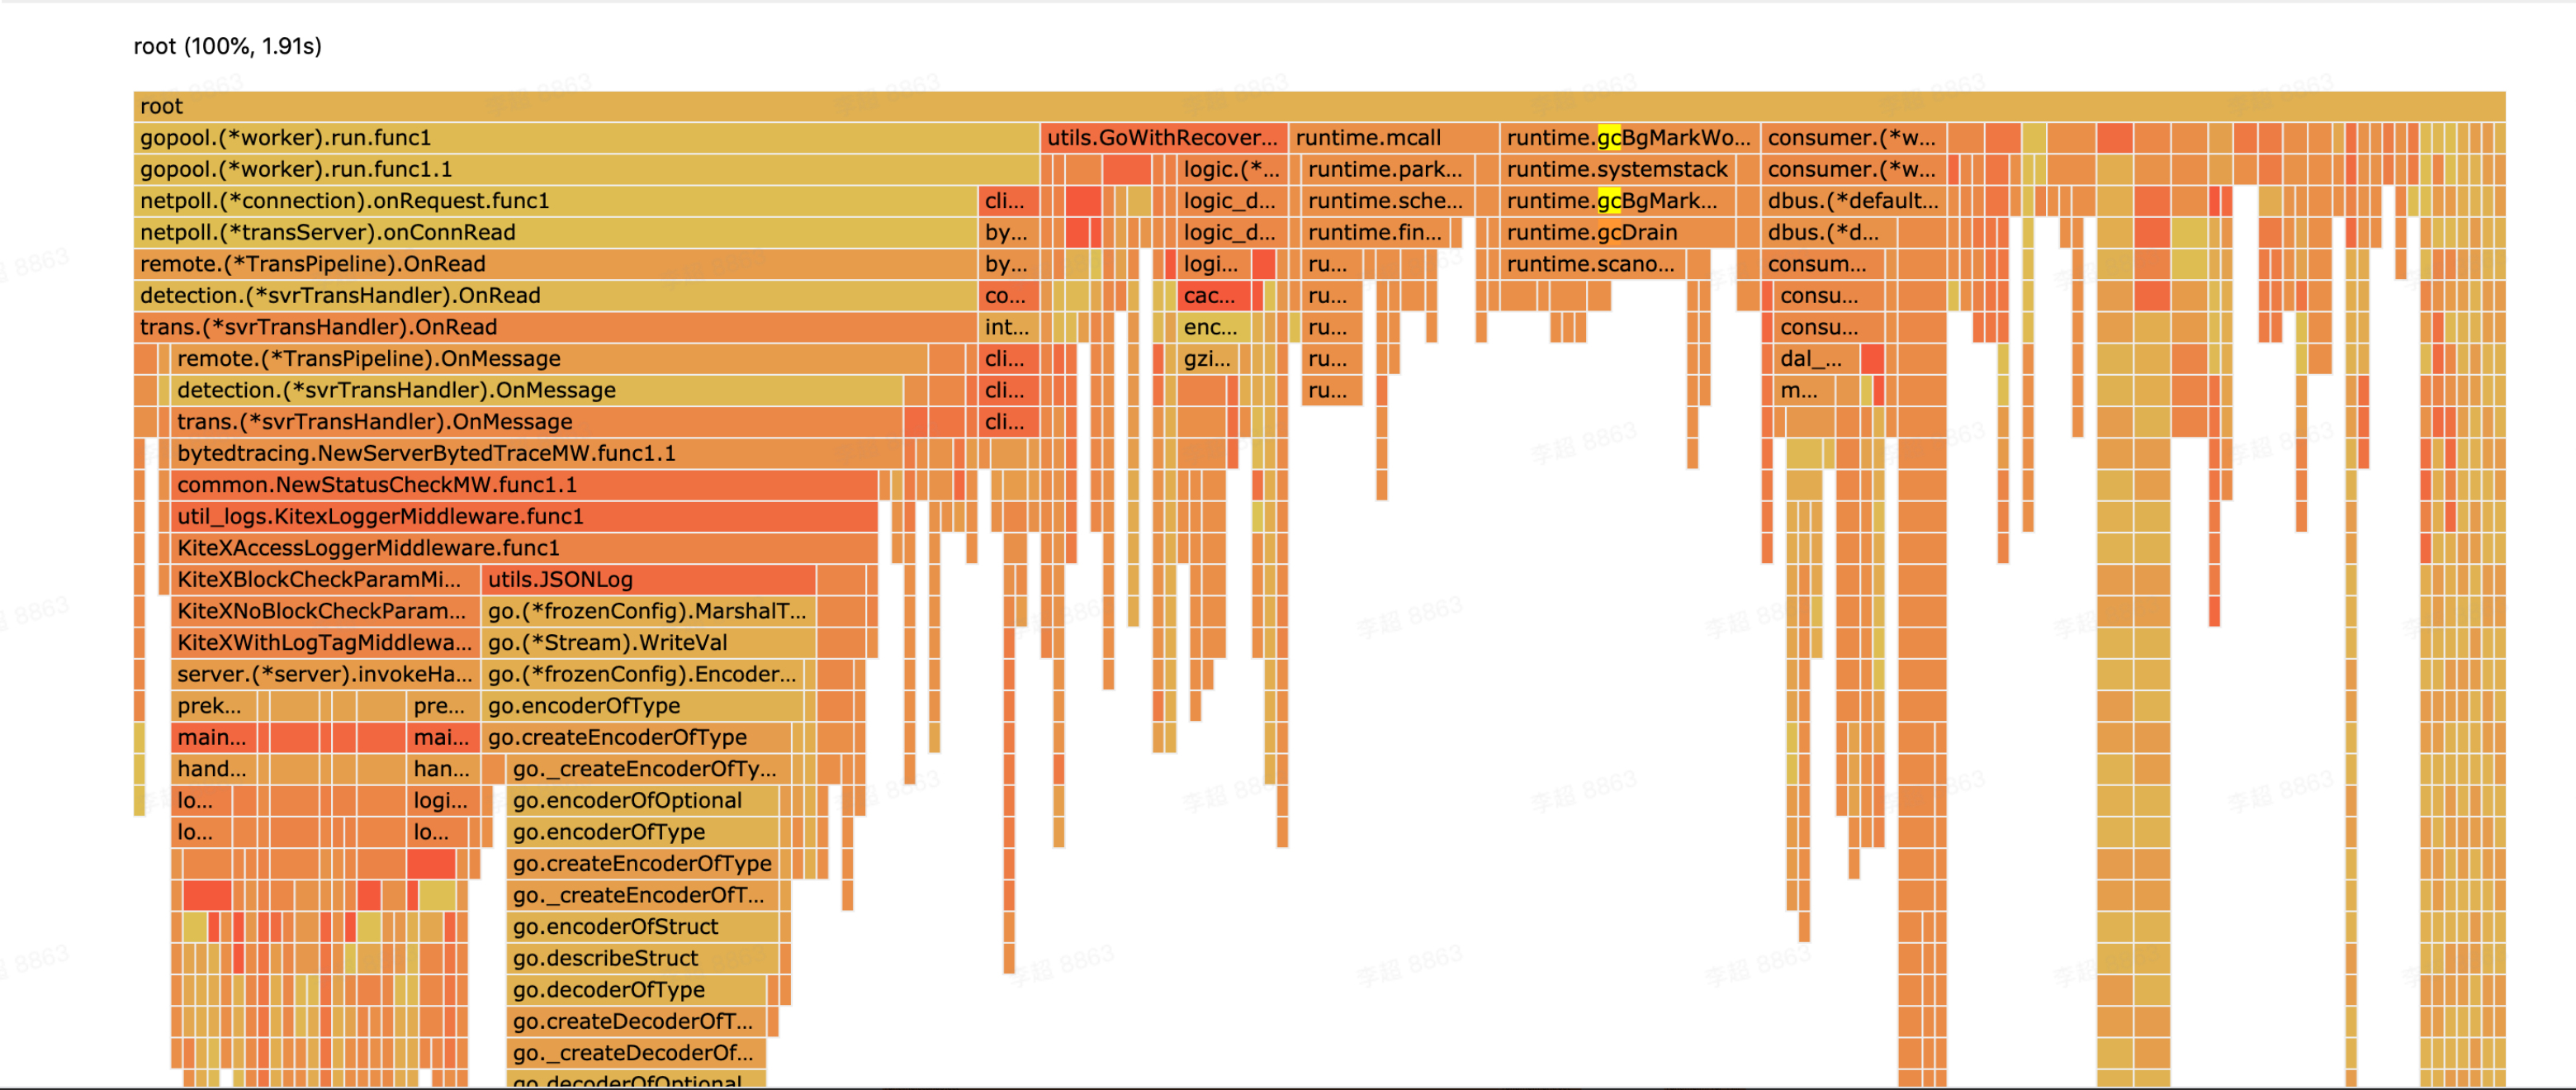 root (100%, 1.91s)
root
gopool.(*worker).run.func1 utils.GoWithRecover... runtime.mcall runtime.gcBgMarkWo... consumer.(*w...
gopool.(*worker).run.func1.1 logic.(*... runtime.park... runtime.systemstack consumer.(*w...
netpoll.(*connection).onRequest.func1 cli... logic_d... runtime.sche... runtime.gcBgMark... dbus.(*default...
netpoll.(*transServer).onConnRead by... logic_d... runtime.fin... runtime.gcDrain dbus.(*d...
remote.(*TransPipeline).OnRead by... logi... ru... runtime.scano... consum...
detection.(*svrTransHandler).OnRead co... cac... ru... consu...
trans.(*svrTransHandler).OnRead int... enc... ru... consu...
remote.(*TransPipeline).OnMessage cli... gzi... ru... dal_...
detection.(*svrTransHandler).OnMessage cli... ru... m...
trans.(*svrTransHandler).OnMessage cli...
bytedtracing.NewServerBytedTraceMW.func1.1
common.NewStatusCheckMW.func1.1
util_logs.KitexLoggerMiddleware.func1
KiteXAccessLoggerMiddleware.func1
KiteXBlockCheckParamMi... utils.JSONLog
KiteXNoBlockCheckParam... go.(*frozenConfig).MarshalT...
KiteXWithLogTagMiddlewa... go.(*Stream).WriteVal
server.(*server).invokeHa... go.(*frozenConfig).Encoder...
prek... pre... go.encoderOfType
main... mai... go.createEncoderOfType
hand... han... go._createEncoderOfTy...
lo... logi... go.encoderOfOptional
lo... lo... go.encoderOfType
go.createEncoderOfType
go._createEncoderOfT...
go.encoderOfStruct
go.describeStruct
go.decoderOfType
go.createDecoderOfT...
go._createDecoderOf...
go.decoderOfOptional
李超 8863